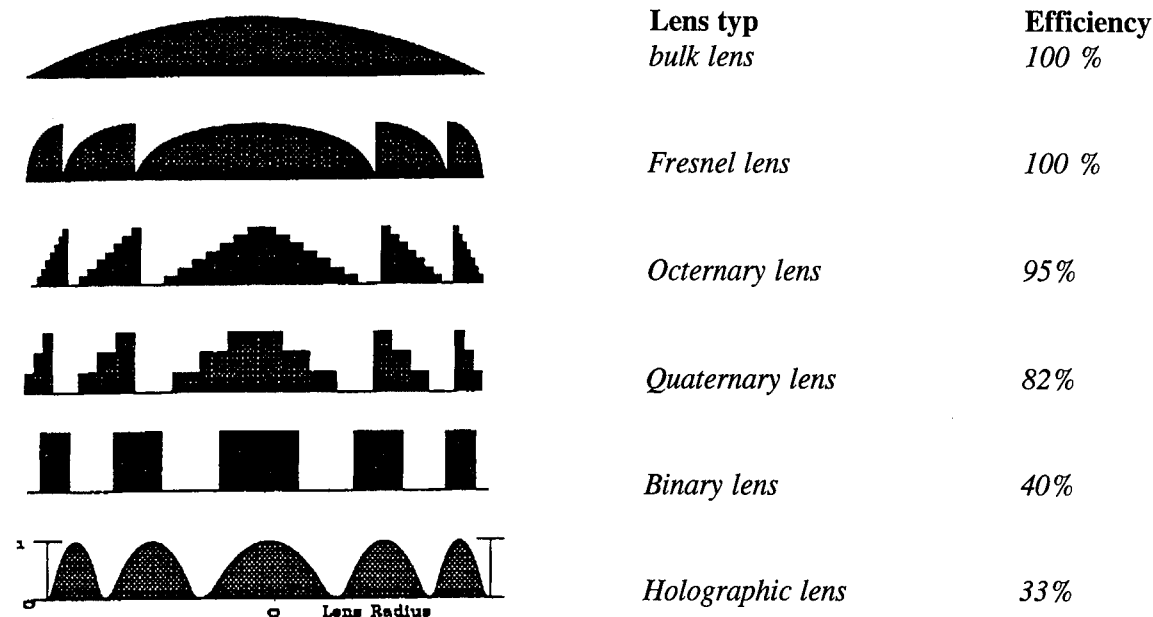 Lens typ Efficiency
bulk lens 100 %
Fresnel lens 100 %
Octernary lens 95%
Quaternary lens 82%
Binary lens 40%
1
Holographic lens 33%
0 0 Lens Radius